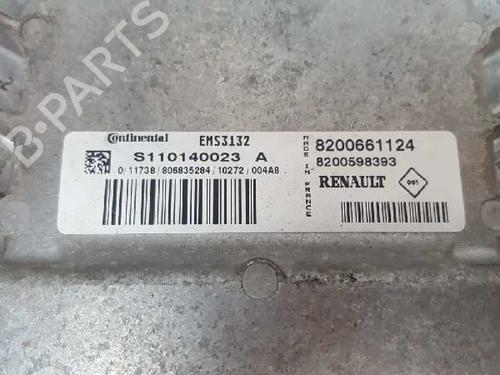 Continental EMS3132
S110140023 A
0/11738/806835284/10272/004A8
MADE IN FRANCE
8200661124
8200598393
RENAULT
001
B-PARTS